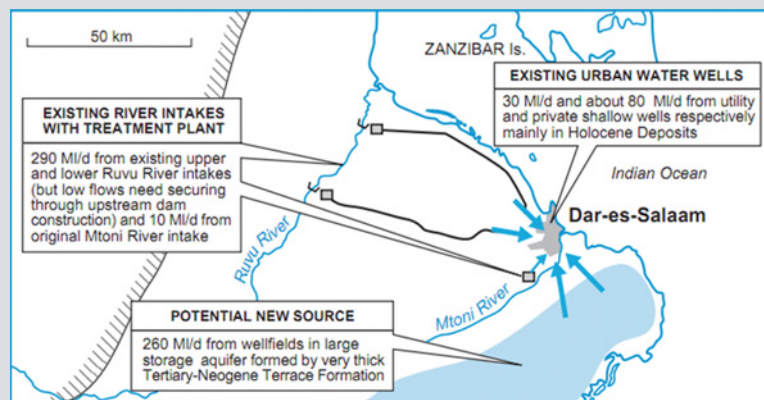 50 km
ZANZIBAR Is.
EXISTING URBAN WATER WELLS
30 Ml/d and about 80 Ml/d from utility
and private shallow wells respectively
mainly in Holocene Deposits
EXISTING RIVER INTAKES
WITH TREATMENT PLANT
290 Ml/d from existing upper
and lower Ruvu River intakes
(but low flows need securing
through upstream dam
construction) and 10 Ml/d from
original Mtoni River intake
Indian Ocean
Dar-es-Salaam
Ruvu River
Mtoni River
POTENTIAL NEW SOURCE
260 Ml/d from wellfields in large
storage aquifer formed by very thick
Tertiary-Neogene Terrace Formation